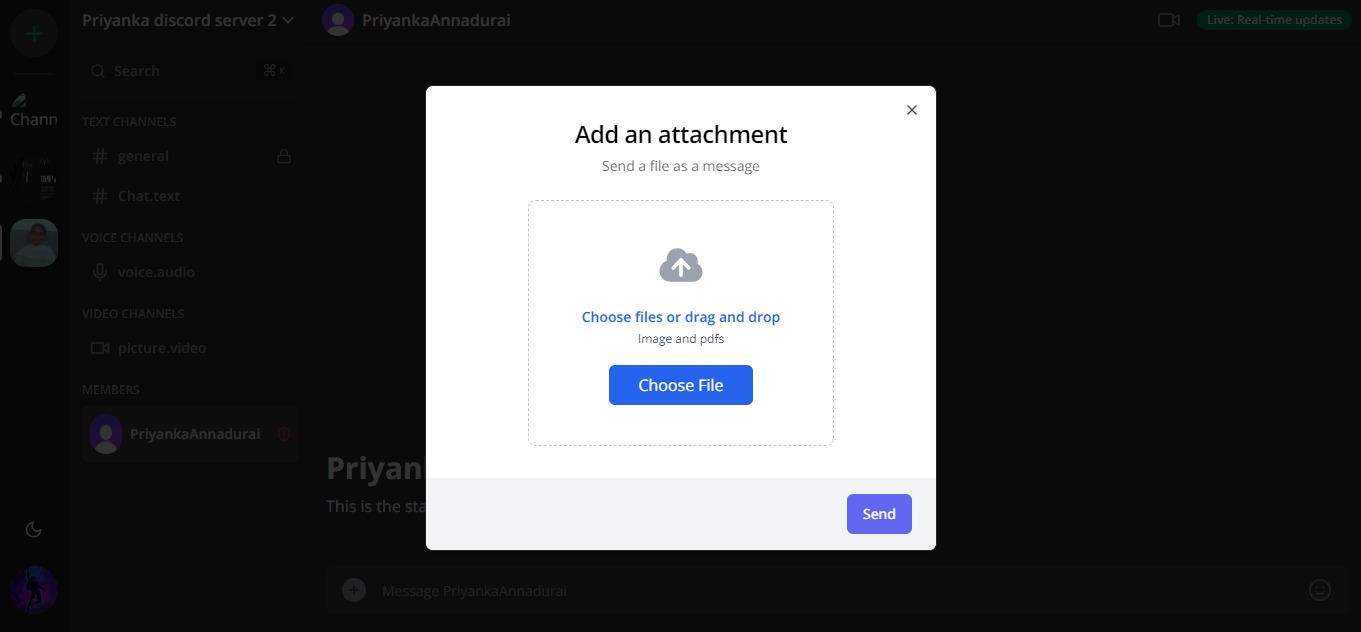 Priyanka discord server 2
PriyankaAnnadurai
Live: Real-time updates
Search
⌘ K
Chann
TEXT CHANNELS
general
Chat.text
VOICE CHANNELS
voice.audio
VIDEO CHANNELS
picture.video
MEMBERS
PriyankaAnnadurai
Add an attachment
Send a file as a message
Choose files or drag and drop
Image and pdfs
Choose File
Send
Priyan
This is the sta
Message PriyankaAnnadurai